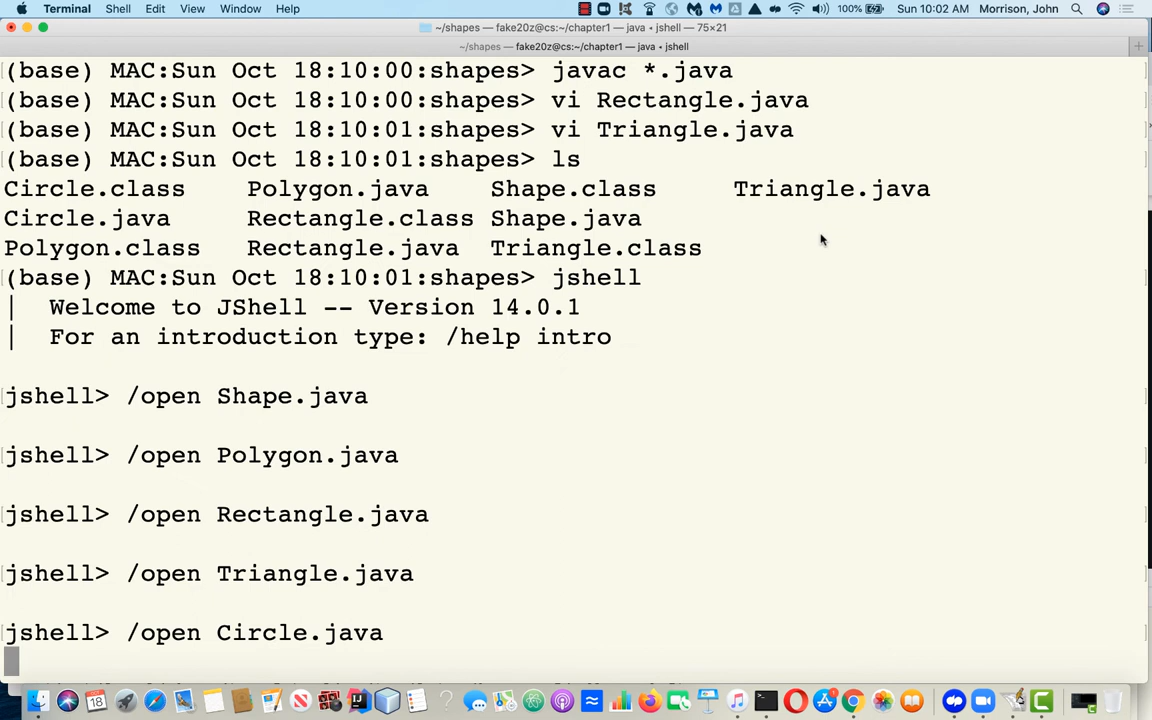 Terminal Shell Edit View Window Help 100% Sun 10:02 AM Morrison, John
~/shapes — fake20z@cs:~/chapter1 — java • jshell — 75×21
~/shapes — fake20z@cs:~/chapter1 — java • jshell
(base) MAC:Sun Oct 18:10:00:shapes> javac *.java
(base) MAC:Sun Oct 18:10:00:shapes> vi Rectangle.java
(base) MAC:Sun Oct 18:10:01:shapes> vi Triangle.java
(base) MAC:Sun Oct 18:10:01:shapes> ls
Circle.class Polygon.java Shape.class Triangle.java
Circle.java Rectangle.class Shape.java
Polygon.class Rectangle.java Triangle.class
(base) MAC:Sun Oct 18:10:01:shapes> jshell
| Welcome to JShell -- Version 14.0.1
| For an introduction type: /help intro
jshell> /open Shape.java
jshell> /open Polygon.java
jshell> /open Rectangle.java
jshell> /open Triangle.java
jshell> /open Circle.java
18